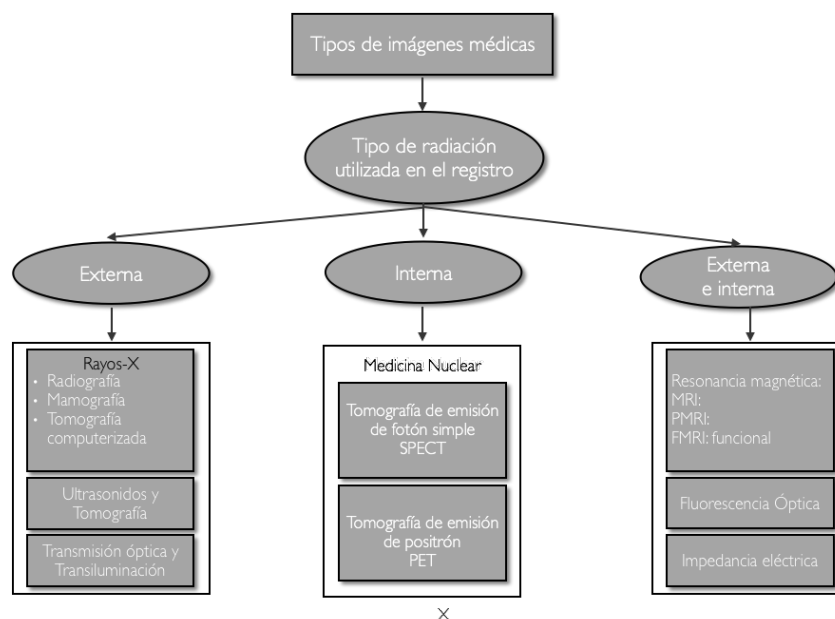 Tipos de imágenes médicas
Tipo de radiación
utilizada en el registro
Externa
Interna
Externa
e interna
Rayos-X
• Radiografía
• Mamografía
• Tomografía
computerizada
Ultrasonidos y
Tomografía
Transmisión óptica y
Transiluminación
Medicina Nuclear
Tomografía de emisión
de fotón simple
SPECT
Tomografía de emisión
de positrón
PET
Resonancia magnética:
MRI:
PMRI:
FMRI: funcional
Fluorescencia Óptica
Impedancia eléctrica
X